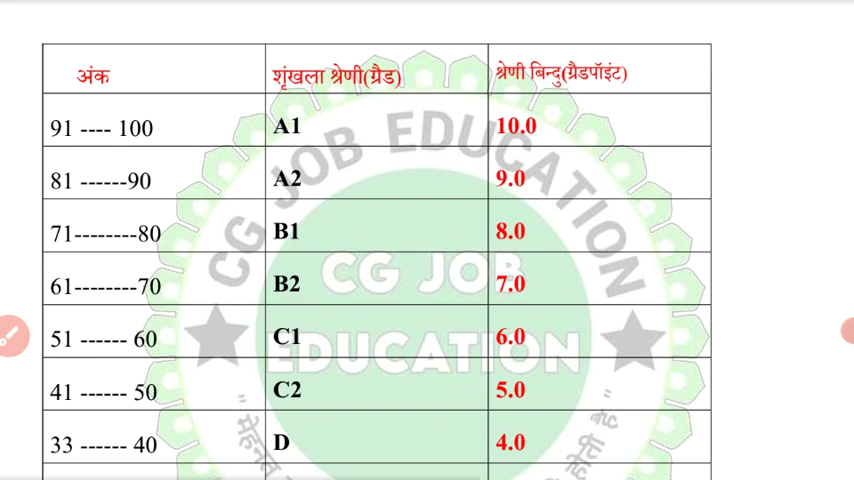 अंक शृंखला श्रेणी(ग्रैड) श्रेणी बिन्दु(ग्रैडपॉइंट)
91 ---- 100 A1 10.0
81 ------90 A2 9.0
71--------80 B1 8.0
61--------70 B2 7.0
51 ------ 60 C1 6.0
41 ------ 50 C2 5.0
33 ------ 40 D 4.0
CG JOB EDUCATION
CG JOB
EDUCATION
" मेहनत
होती है "